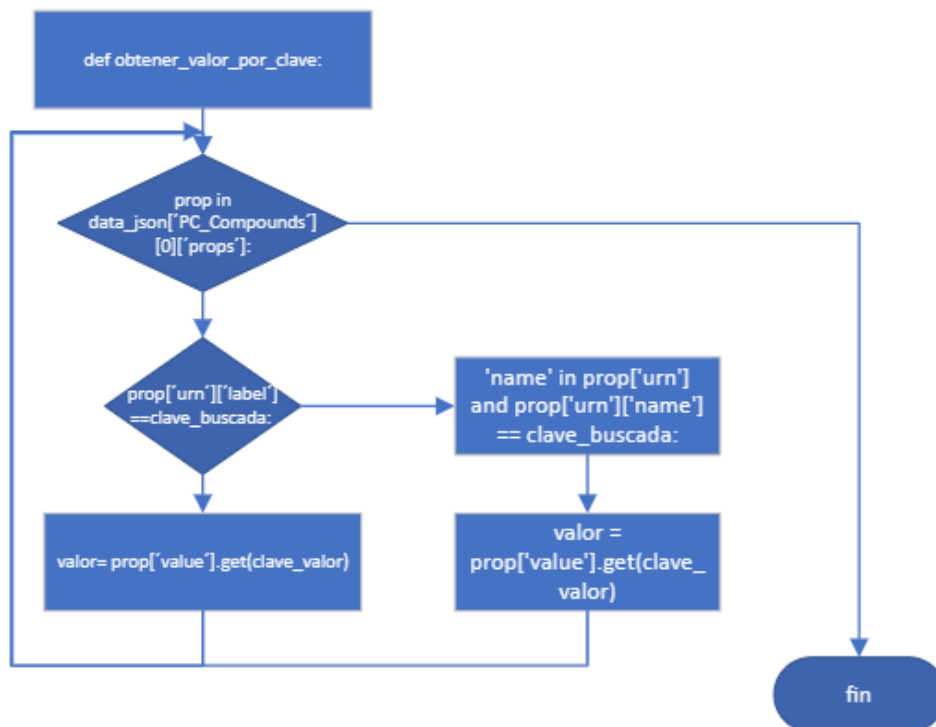 def obtener_valor_por_clave:
prop in
data_json[´PC_Compounds´]
[0][´props´]:
prop[´urn´][´label´]
==clave_buscada:
'name' in prop['urn']
and prop['urn']['name']
== clave_buscada:
valor= prop[´value´].get(clave_valor)
valor =
prop['value'].get(clave_
valor)
fin